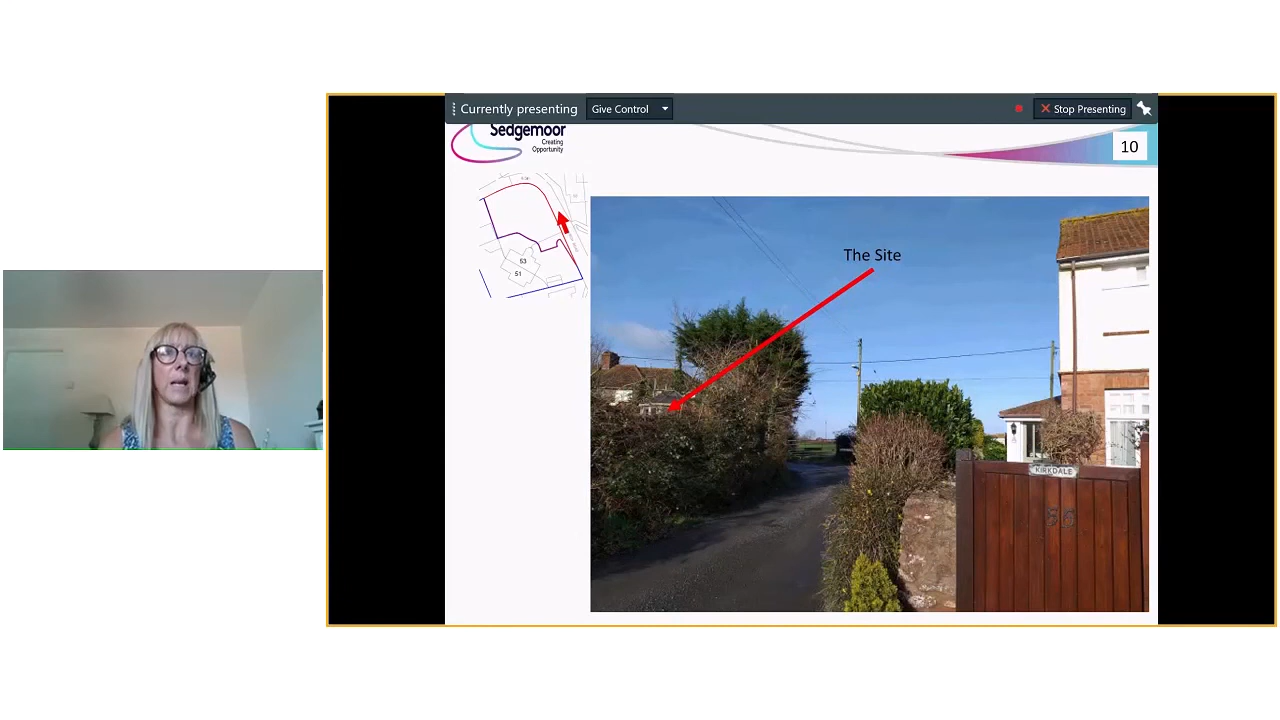 Currently presenting
Give Control
Stop Presenting
Sedgemoor
Creating
Opportunity
10
53
51
The Site
KIRKDALE